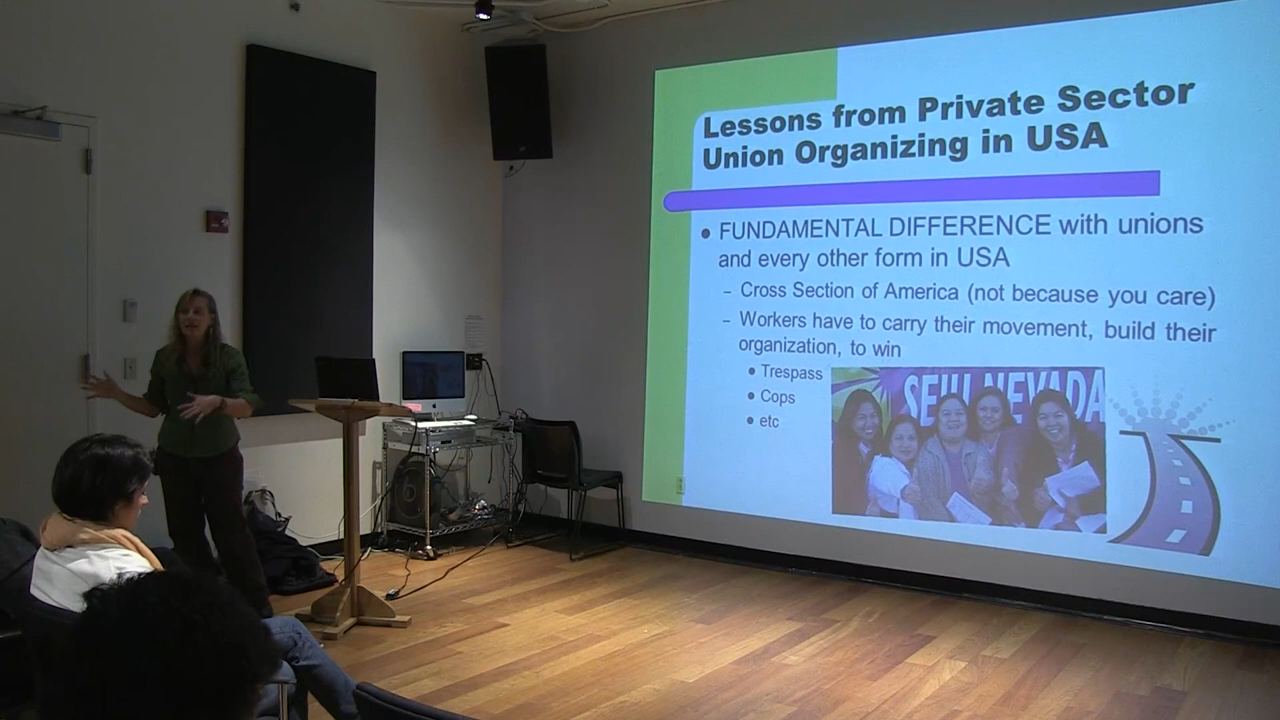 Lessons from Private Sector
Union Organizing in USA
• FUNDAMENTAL DIFFERENCE with unions
and every other form in USA
– Cross Section of America (not because you care)
– Workers have to carry their movement, build their
organization, to win
• Trespass
• Cops
• etc
SEIU NEVADA